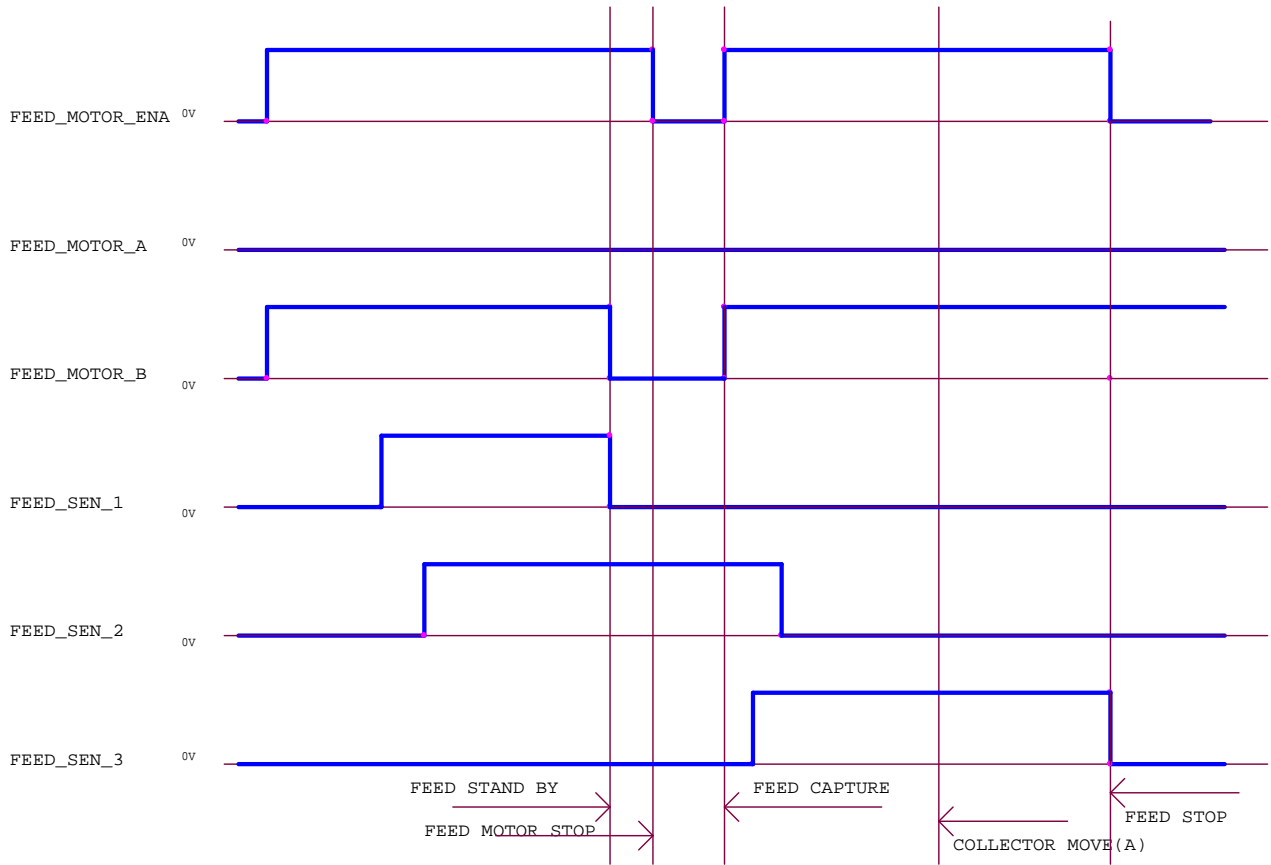 FEED_MOTOR_ENA 0V
FEED_MOTOR_A 0V
FEED_MOTOR_B 0V
FEED_SEN_1 0V
FEED_SEN_2 0V
FEED_SEN_3 0V
FEED STAND BY
FEED CAPTURE
FEED STOP
FEED MOTOR STOP
COLLECTOR MOVE(A)